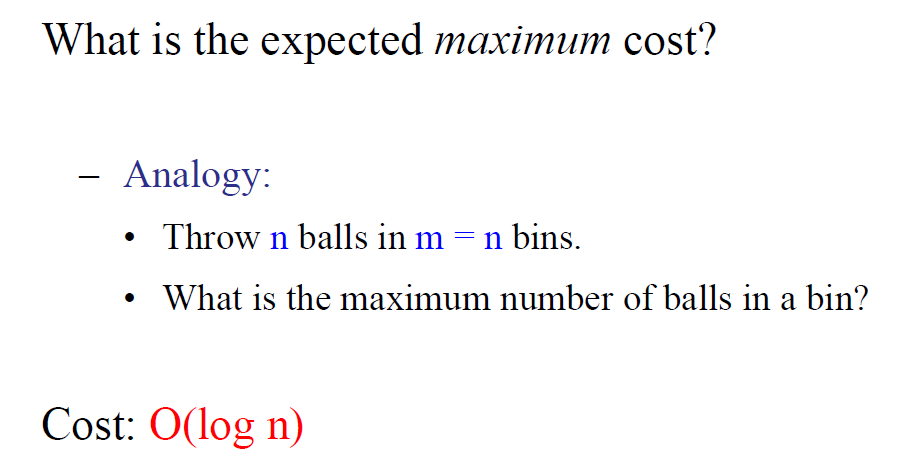 What is the expected maximum cost?
– Analogy:
• Throw n balls in m = n bins.
• What is the maximum number of balls in a bin?
Cost: O(log n)